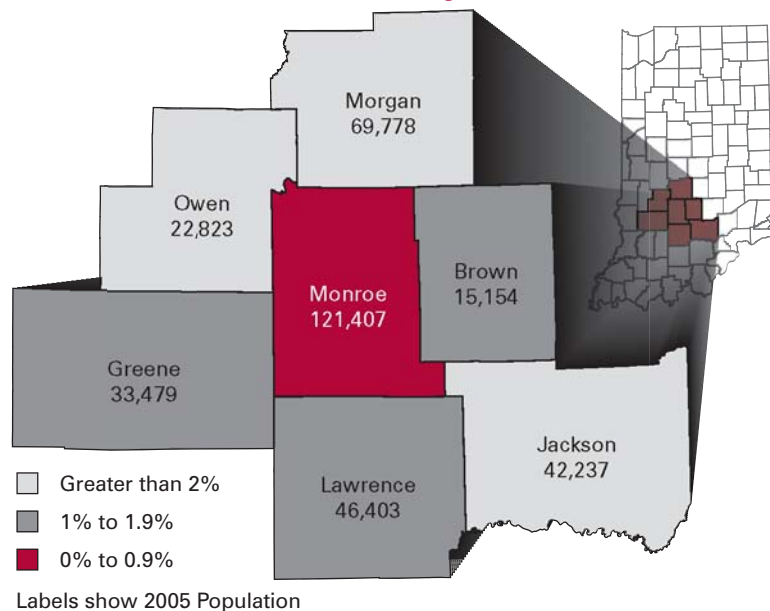 Morgan
69,778
Owen
22,823
Brown
15,154
Monroe
121,407
Greene
33,479
Jackson
42,237
Lawrence
46,403
Greater than 2%
1% to 1.9%
0% to 0.9%
Labels show 2005 Population